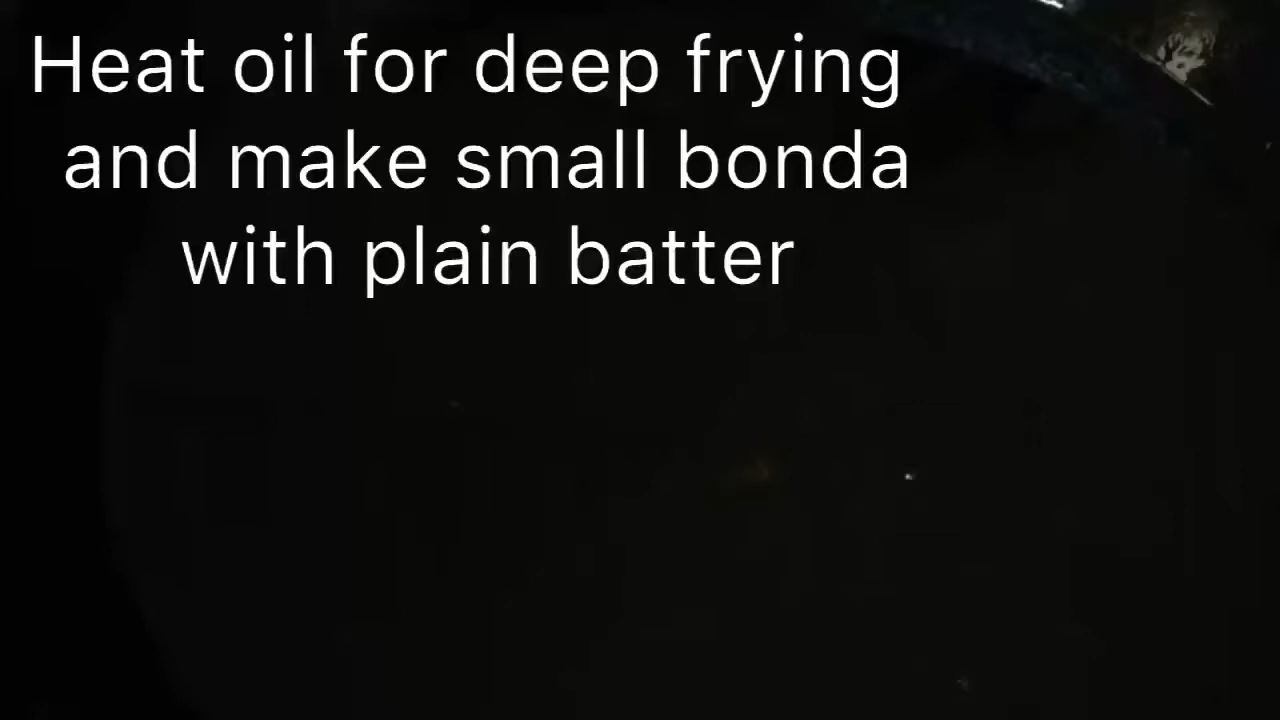 Heat oil for deep frying
and make small bonda
with plain batter